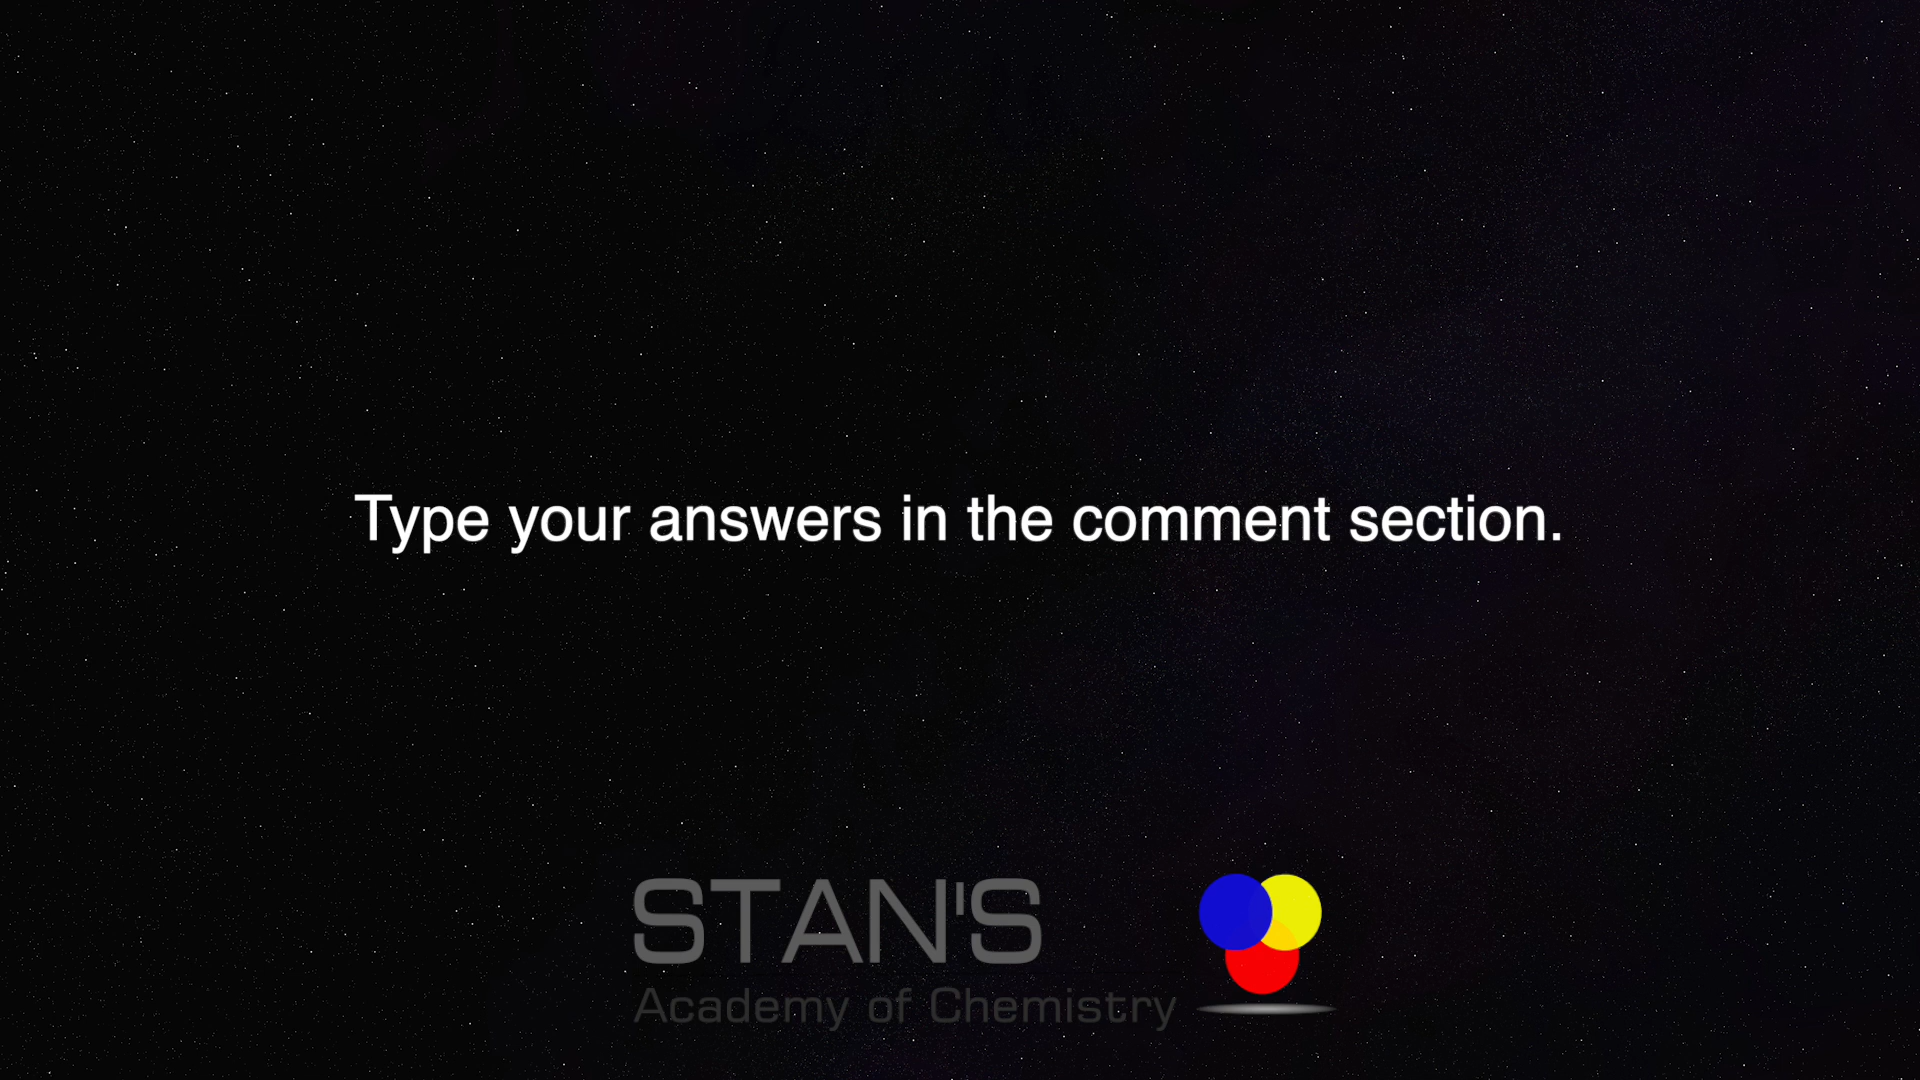 Type your answers in the comment section.
STAN'S
Academy of Chemistry